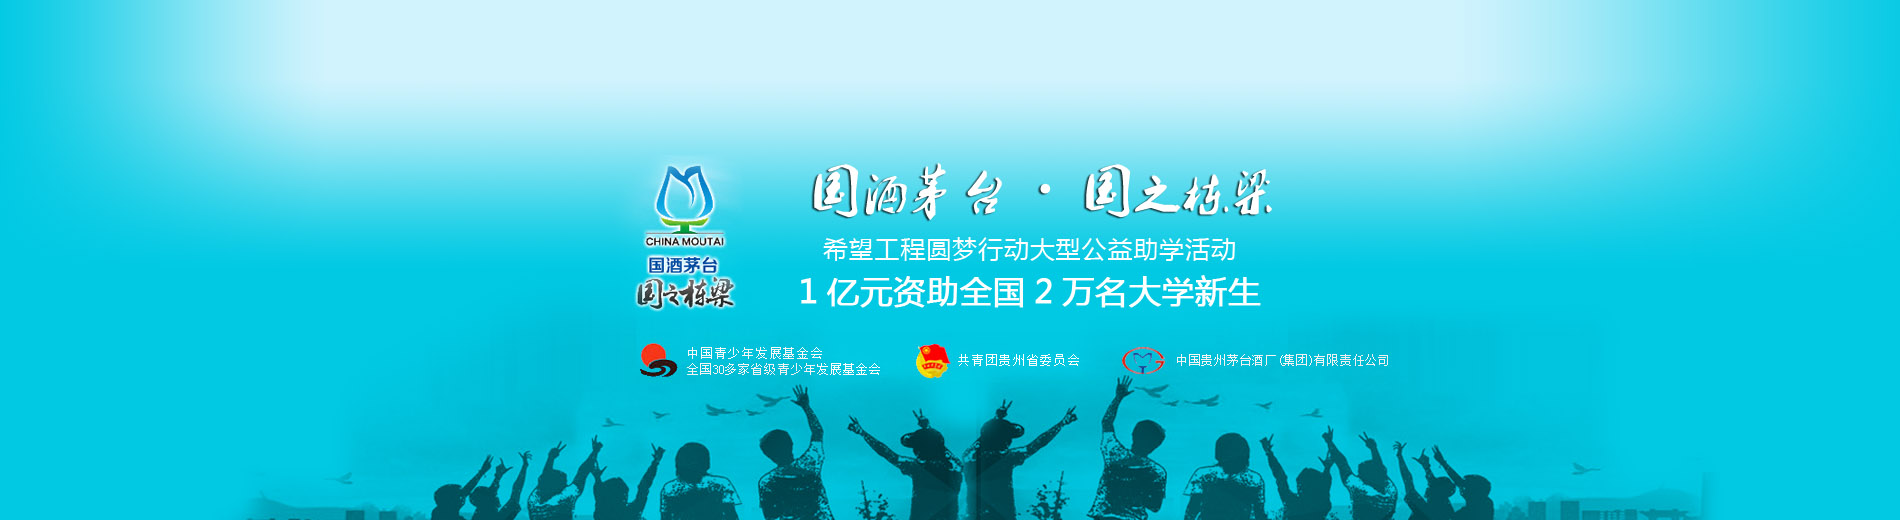 CHINA MOUTAI
国酒茅台
国之栋梁
国酒茅台·国之栋梁
希望工程圆梦行动大型公益助学活动
1亿元资助全国2万名大学新生
中国青少年发展基金会
全国30多家省级青少年发展基金会
共青团贵州省委员会
中国贵州茅台酒厂(集团)有限责任公司